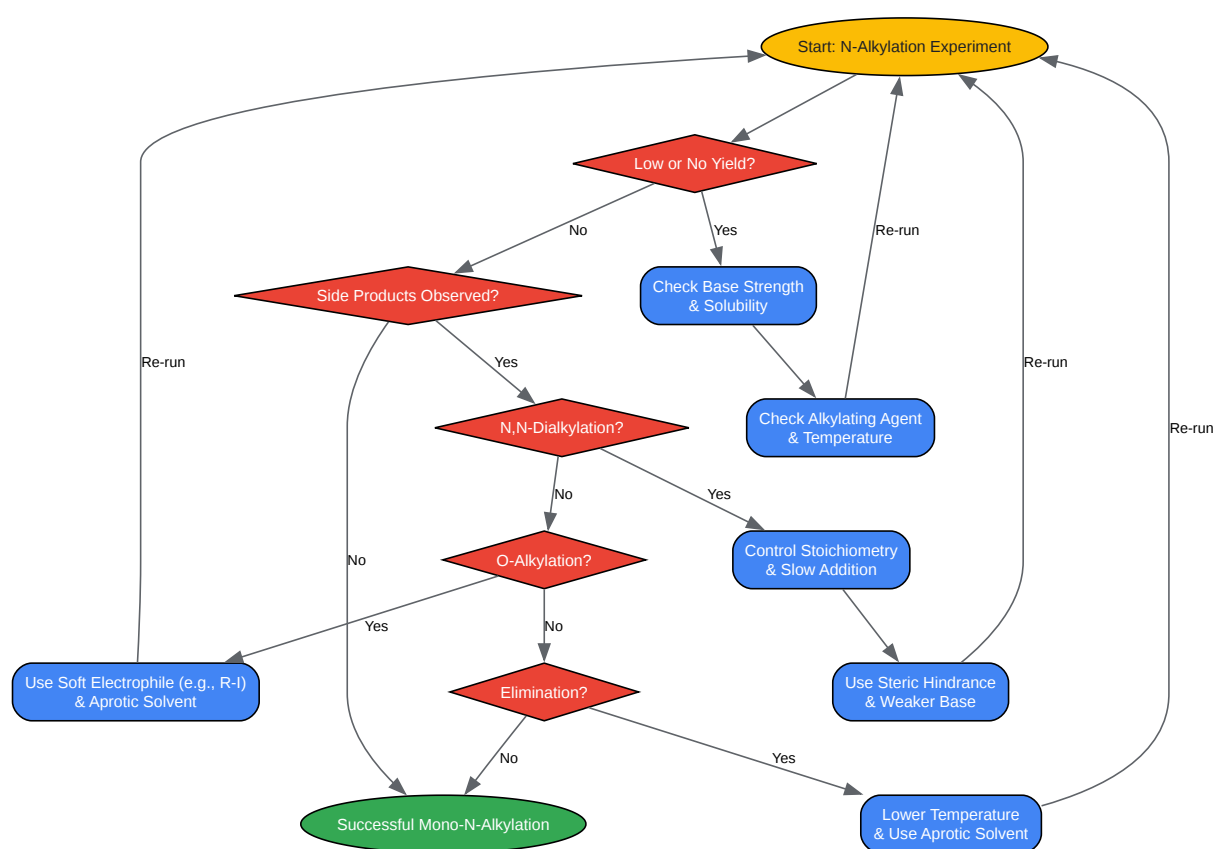 Start: N-Alkylation Experiment
Low or No Yield?
No
Yes
Re-run
Check Base Strength
& Solubility
Side Products Observed?
Re-run
Yes
Re-run
N,N-Dialkylation?
Check Alkylating Agent
& Temperature
Re-run
No
Yes
Control Stoichiometry
& Slow Addition
O-Alkylation?
No
Yes
No
Use Soft Electrophile (e.g., R-I)
& Aprotic Solvent
Elimination?
Use Steric Hindrance
& Weaker Base
No
Yes
Successful Mono-N-Alkylation
Lower Temperature
& Use Aprotic Solvent